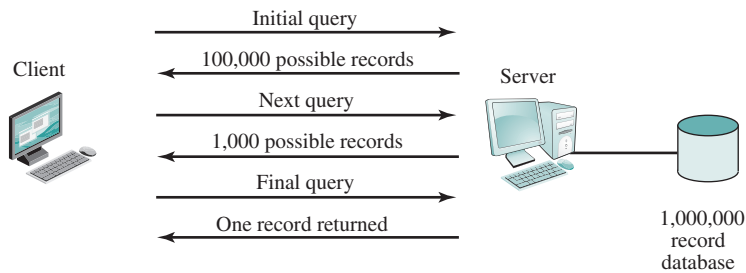 Initial query
100,000 possible records
Client
Server
Next query
1,000 possible records
Final query
One record returned
1,000,000
record
database